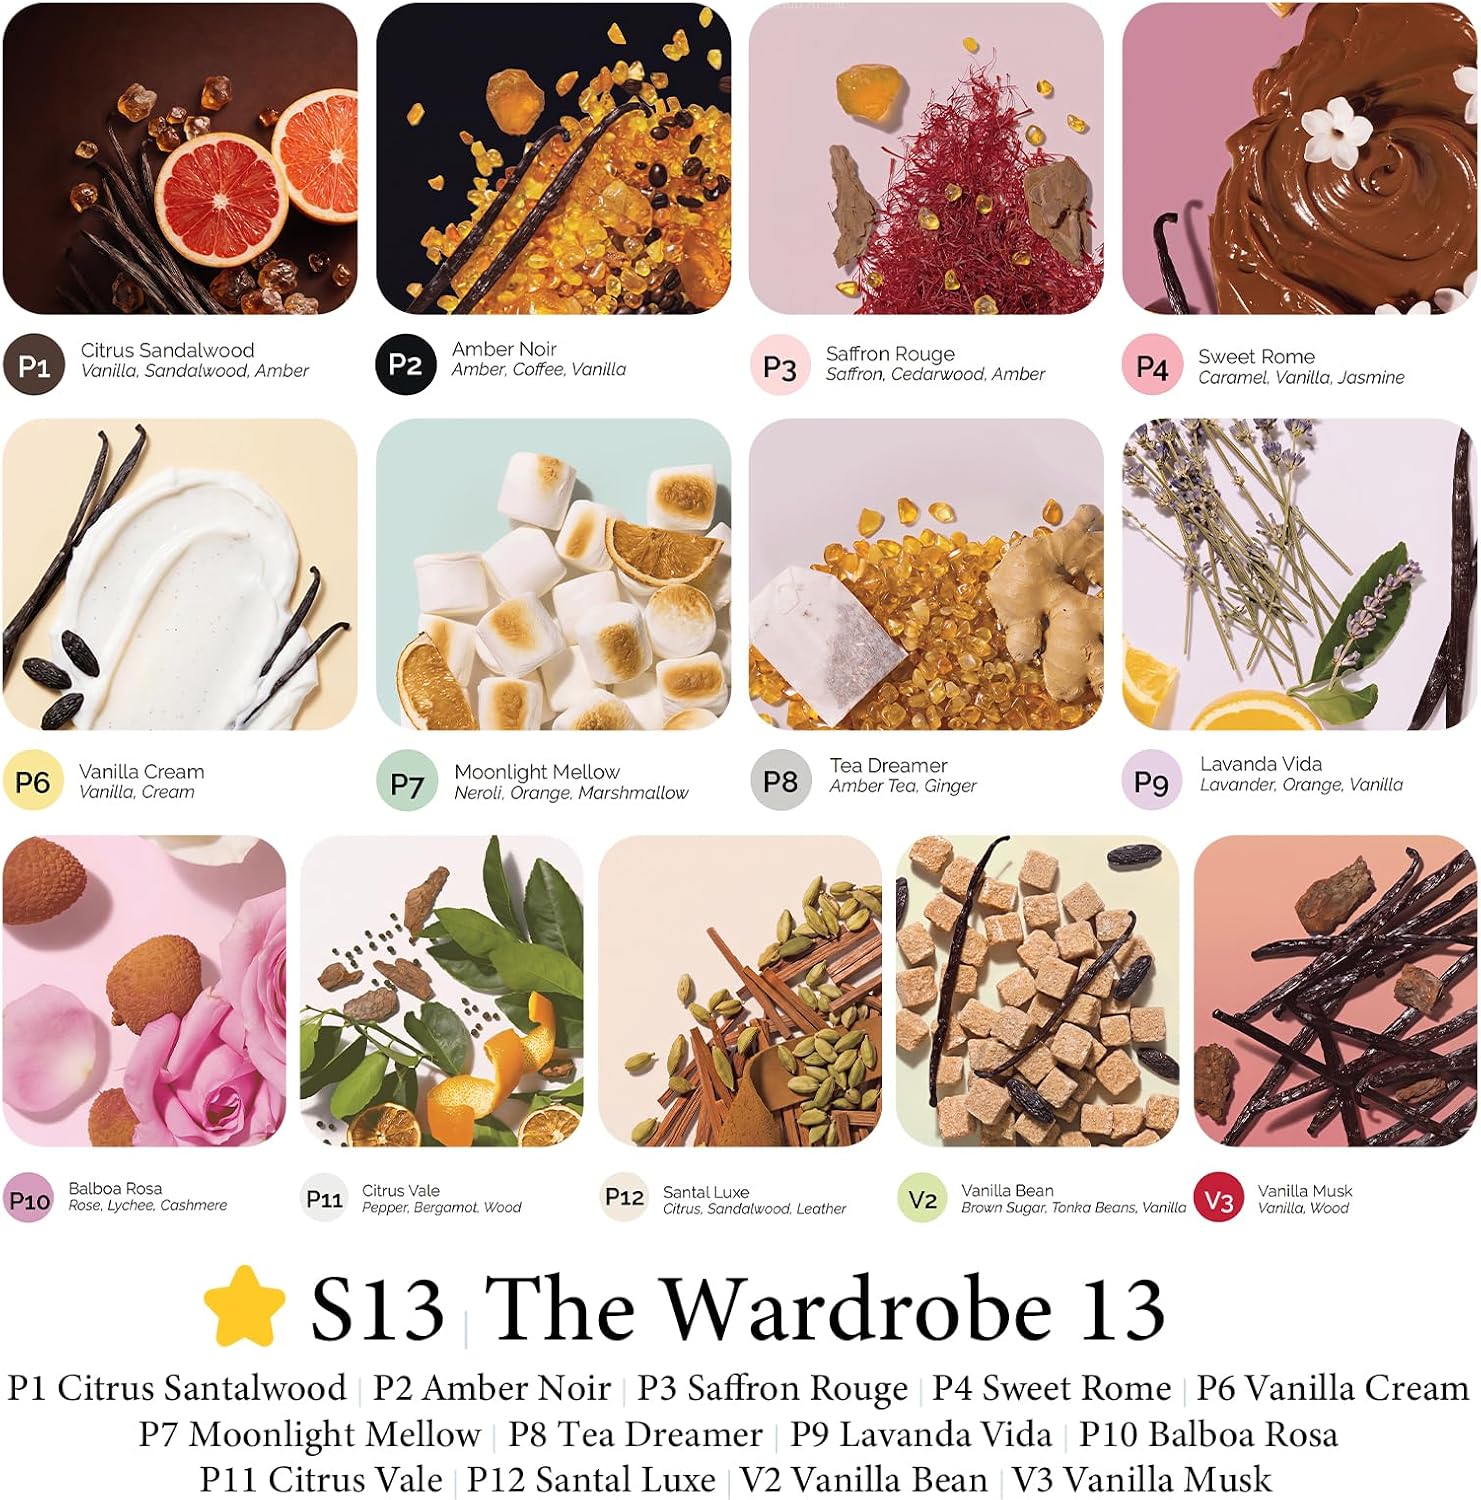 P1
Citrus Sandalwood
Vanilla, Sandalwood, Amber
P2
Amber Noir
Amber, Coffee, Vanilla
P3
Saffron Rouge
Saffron, Cedarwood, Amber
P4
Sweet Rome
Caramel, Vanilla, Jasmine
P6
Vanilla Cream
Vanilla, Cream
P7
Moonlight Mellow
Neroli, Orange, Marshmallow
P8
Tea Dreamer
Amber Tea, Ginger
P9
Lavanda Vida
Lavander, Orange, Vanilla
P10
Balboa Rosa
Rose, Lychee, Cashmere
P11
Citrus Vale
Pepper, Bergamot, Wood
P12
Santal Luxe
Citrus, Sandalwood, Leather
V2
Vanilla Bean
Brown Sugar, Tonka Beans, Vanilla
V3
Vanilla Musk
Vanilla, Wood
S13 | The Wardrobe 13
P1 Citrus Santalwood | P2 Amber Noir | P3 Saffron Rouge | P4 Sweet Rome | P6 Vanilla Cream
P7 Moonlight Mellow | P8 Tea Dreamer | P9 Lavanda Vida | P10 Balboa Rosa
P11 Citrus Vale | P12 Santal Luxe | V2 Vanilla Bean | V3 Vanilla Musk